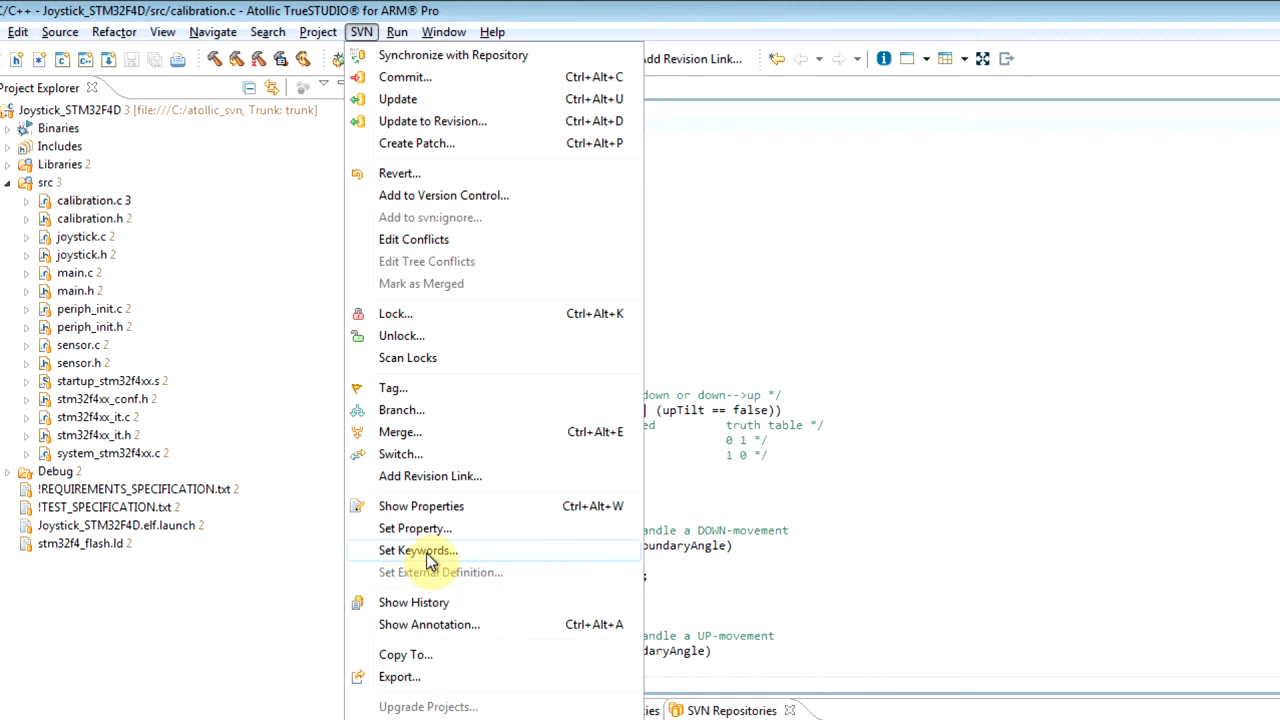 C/C++ - Joystick_STM32F4D/src/calibration.c - Atollic TrueSTUDIO® for ARM® Pro
Edit Source Refactor View Navigate Search Project SVN Run Window Help
Add Revision Link...
Project Explorer
Joystick_STM32F4D 3 [file:///C:/atollic_svn, Trunk: trunk]
Binaries
Includes
Libraries 2
src 3
calibration.c 3
calibration.h 2
joystick.c 2
joystick.h 2
main.c 2
main.h 2
periph_init.c 2
periph_init.h 2
sensor.c 2
sensor.h 2
startup_stm32f4xx.s 2
stm32f4xx_conf.h 2
stm32f4xx_it.c 2
stm32f4xx_it.h 2
system_stm32f4xx.c 2
Debug 2
!REQUIREMENTS_SPECIFICATION.txt 2
!TEST_SPECIFICATION.txt 2
Joystick_STM32F4D.elf.launch 2
stm32f4_flash.ld 2
Synchronize with Repository
Commit... Ctrl+Alt+C
Update Ctrl+Alt+U
Update to Revision... Ctrl+Alt+D
Create Patch... Ctrl+Alt+P
Revert...
Add to Version Control...
Add to svn:ignore...
Edit Conflicts
Edit Tree Conflicts
Mark as Merged
Lock... Ctrl+Alt+K
Unlock...
Scan Locks
Tag...
Branch...
Merge... Ctrl+Alt+E
Switch...
Add Revision Link...
Show Properties Ctrl+Alt+W
Set Property...
Set Keywords...
Set External Definition...
Show History
Show Annotation... Ctrl+Alt+A
Copy To...
Export...
Upgrade Projects...
down or down-->up */
| (upTilt == false))
ed truth table */
0 1 */
1 0 */
andle a DOWN-movement
oundaryAngle)
s
andle a UP-movement
daryAngle)
ies SVN Repositories